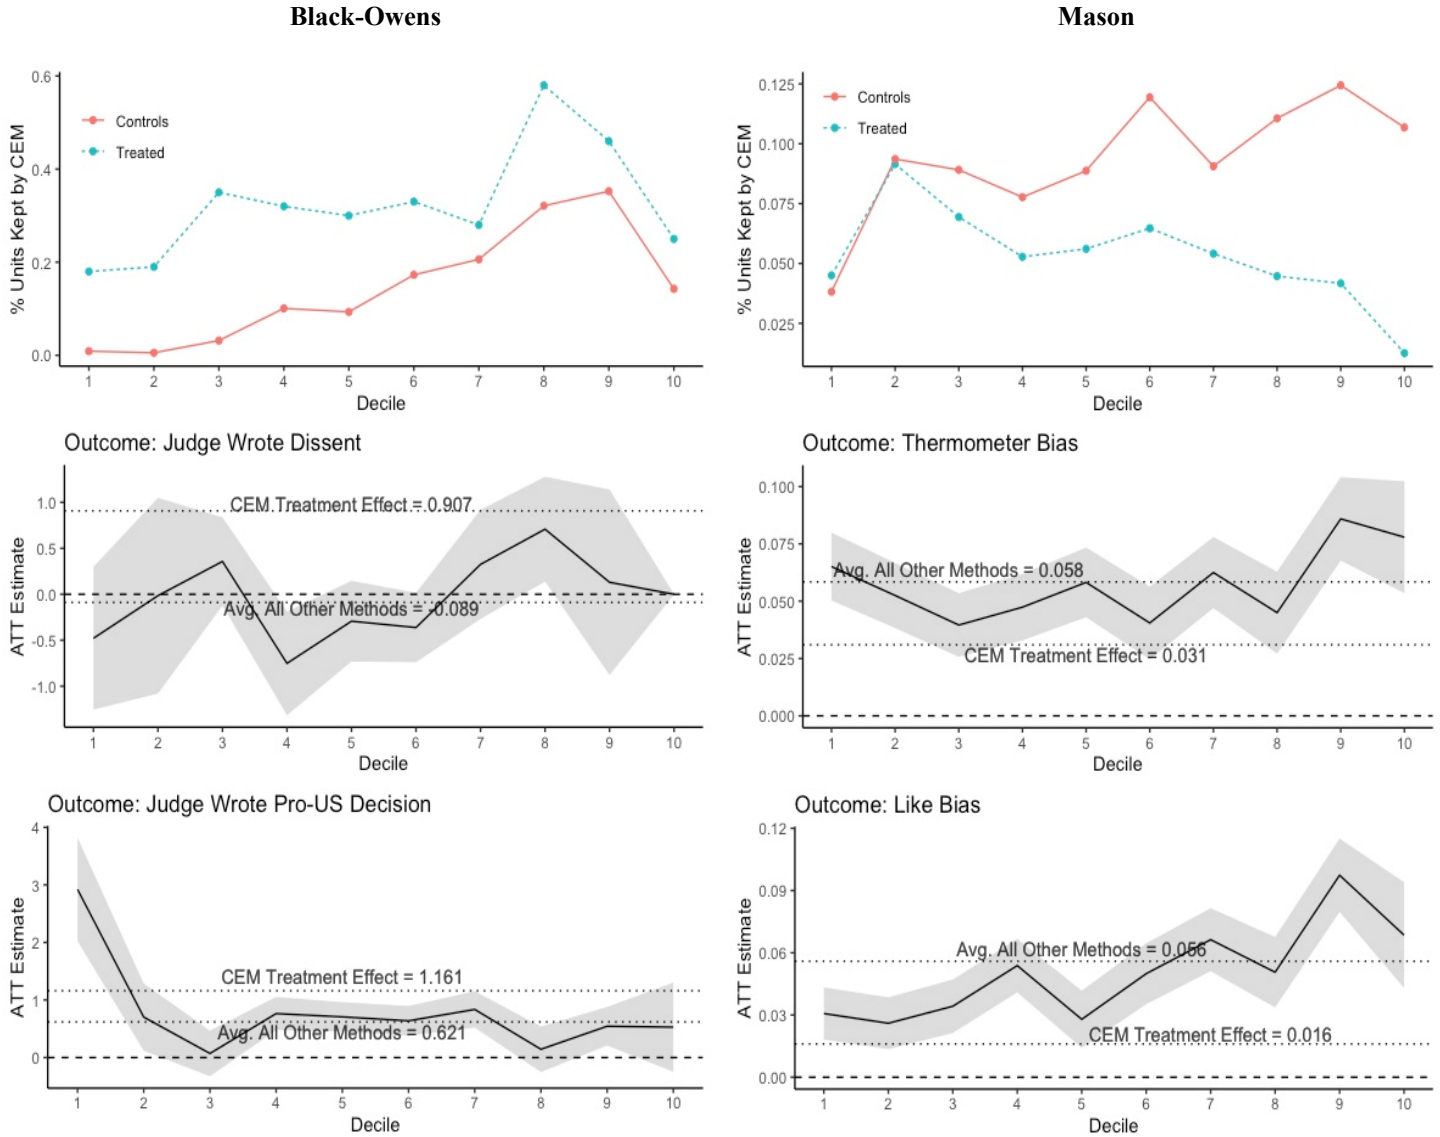 Black-Owens
Mason
% Units Kept by CEM
0.6
0.4
0.2
0.0
Controls
Treated
1 2 3 4 5 6 7 8 9 10
Decile
% Units Kept by CEM
0.125
0.100
0.075
0.050
0.025
Controls
Treated
1 2 3 4 5 6 7 8 9 10
Decile
Outcome: Judge Wrote Dissent
ATT Estimate
1.0
0.5
0.0
-0.5
-1.0
CEM Treatment Effect = 0.907
Avg. All Other Methods = -0.089
1 2 3 4 5 6 7 8 9 10
Decile
Outcome: Thermometer Bias
ATT Estimate
0.100
0.075
0.050
0.025
0.000
Avg. All Other Methods = 0.058
CEM Treatment Effect = 0.031
1 2 3 4 5 6 7 8 9 10
Decile
Outcome: Judge Wrote Pro-US Decision
ATT Estimate
4
3
2
1
0
CEM Treatment Effect = 1.161
Avg. All Other Methods = 0.621
1 2 3 4 5 6 7 8 9 10
Decile
Outcome: Like Bias
ATT Estimate
0.12
0.09
0.06
0.03
0.00
Avg. All Other Methods = 0.056
CEM Treatment Effect = 0.016
1 2 3 4 5 6 7 8 9 10
Decile